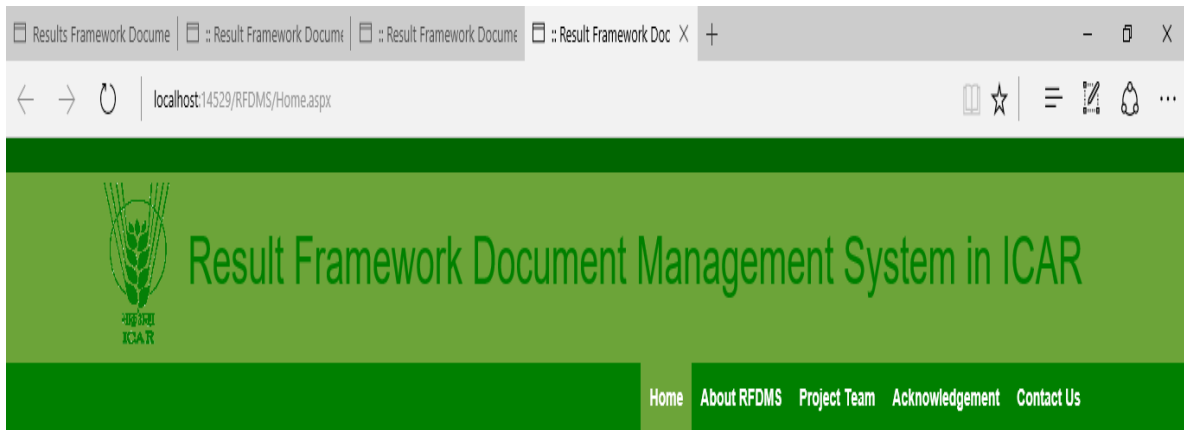 Results Framework Docume
:: Result Framework Docume
:: Result Framework Docume
:: Result Framework Doc
localhost:14529/RFDMS/Home.aspx
Result Framework Document Management System in ICAR
ICAR
Home About RFDMS Project Team Acknowledgement Contact Us